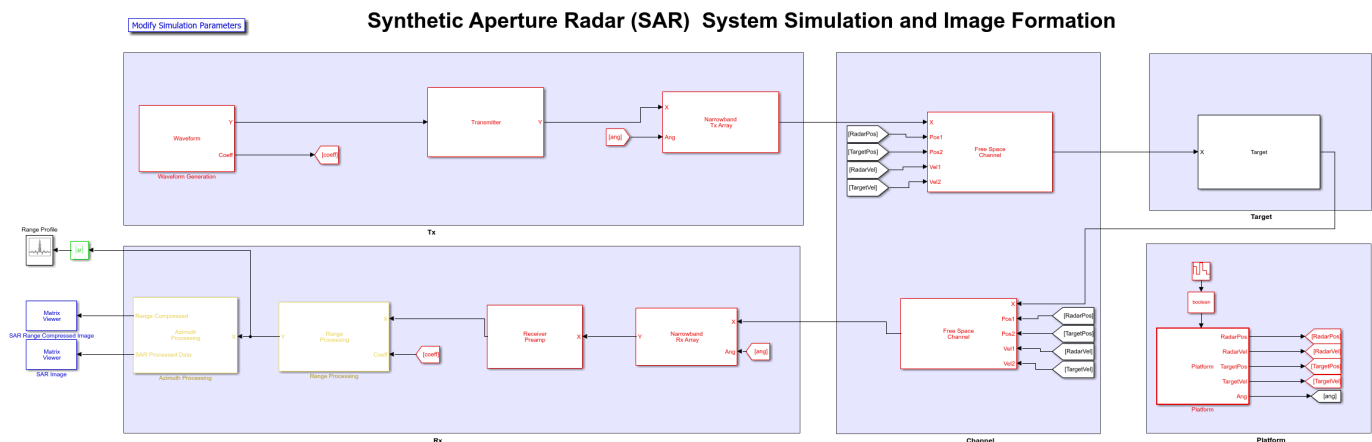 Synthetic Aperture Radar (SAR)  System Simulation and Image Formation
Modify Simulation Parameters
Waveform
Y
Coeff
Waveform Generation
[coeff]
Transmitter
Y
[ang]
X
Ang
Narrowband
Tx Array
Tx
[RadarPos]
[TargetPos]
[RadarVel]
[TargetVel]
X
Pos1
Pos2
Vel1
Vel2
Free Space
Channel
X
Target
Target
Range Profile
|u|
Matrix
Viewer
SAR Range Compressed Image
Matrix
Viewer
SAR Image
Range Compressed
SAR Processed Data
Azimuth
Processing
X
Azimuth Processing
Y
Range
Processing
X
Coeff
Range Processing
[coeff]
Receiver
Preamp
Y
Narrowband
Rx Array
X
Ang
[ang]
Rx
Free Space
Channel
X
Pos1
Pos2
Vel1
Vel2
[RadarPos]
[TargetPos]
[RadarVel]
[TargetVel]
Channel
boolean
Platform
RadarPos
RadarVel
TargetPos
TargetVel
Ang
Platform
[RadarPos]
[RadarVel]
[TargetPos]
[TargetVel]
[ang]
Platform